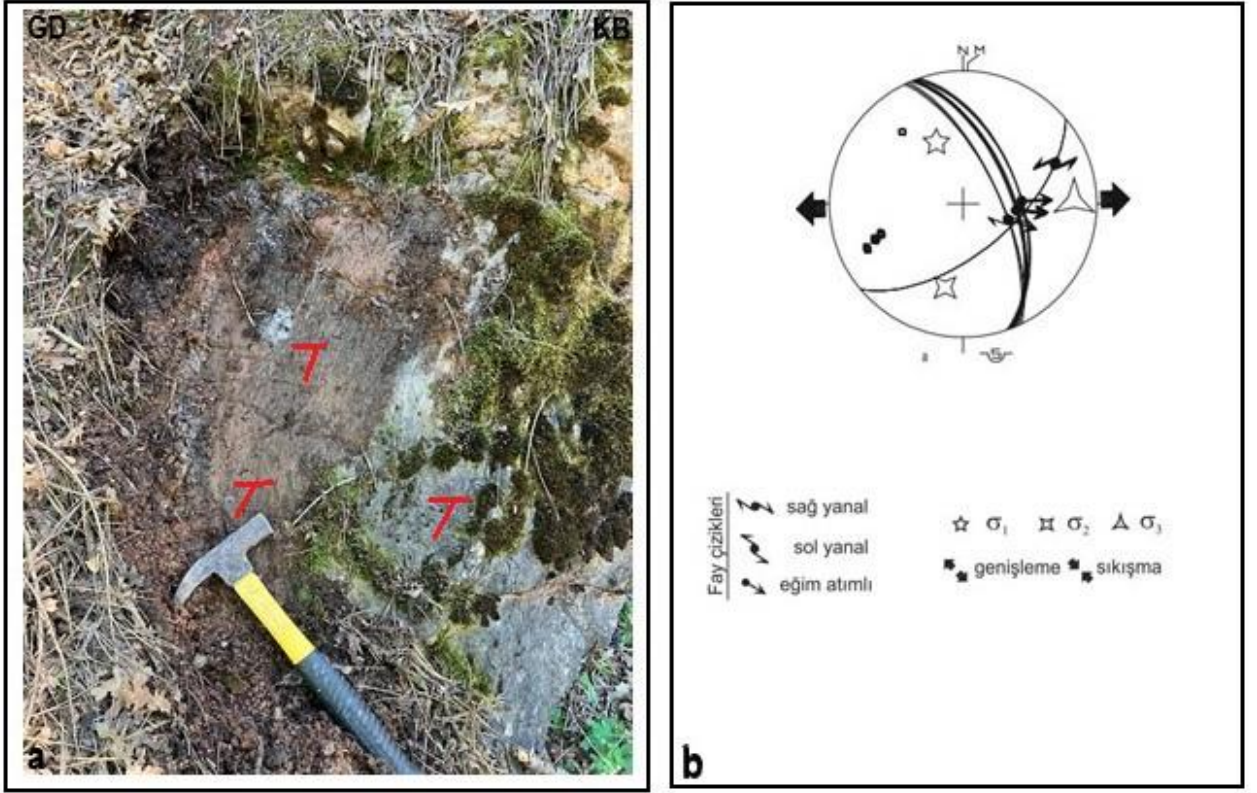 GD KB
a
N M
Fay çizikleri
sağ yanal
sol yanal
eğim atımlı
σ₁ σ₂ σ₃
genişleme sıkışma
b